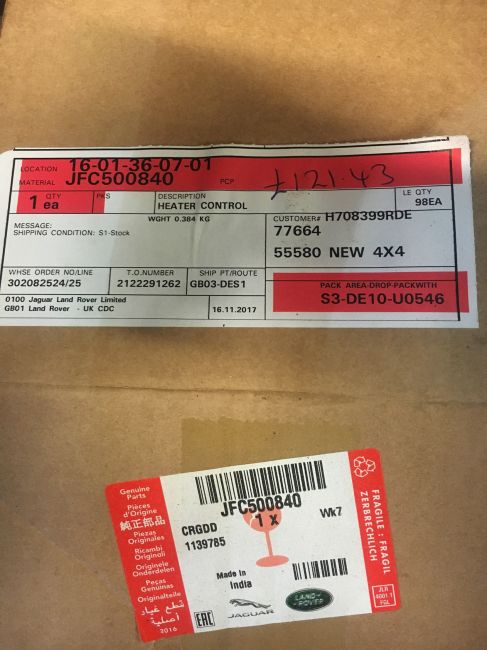 LOCATION 16-01-36-07-01
MATERIAL JFC500840 PCP £121.43
QTY PKS DESCRIPTION LE QTY
1 ea HEATER CONTROL 98EA
WGHT 0.384 KG
MESSAGE:
SHIPPING CONDITION: S1-Stock
CUSTOMER# H708399RDE
77664
55580 NEW 4X4
WHSE ORDER NO/LINE T.O.NUMBER SHIP PT/ROUTE
302082524/25 2122291262 GB03-DES1
PACK AREA-DROP-PACKWITH
S3-DE10-U0546
0100 Jaguar Land Rover Limited
GB01 Land Rover - UK CDC 16.11.2017
Genuine
Parts
Pièces
d'Origine
純正部品
Piezas
Originales
Ricambi
Originali
Originele
Onderdelen
Peças
Genuínas
Originalteile
قطع غيار
أصلية
2016
JFC500840
1 x Wk7
CRGDD
1139785
Made in
India
EAC
JAGUAR
LAND-
ROVER
FRAGILE : FRAGIL
ZERBRECHLICH
JLR
4001.1
FGL